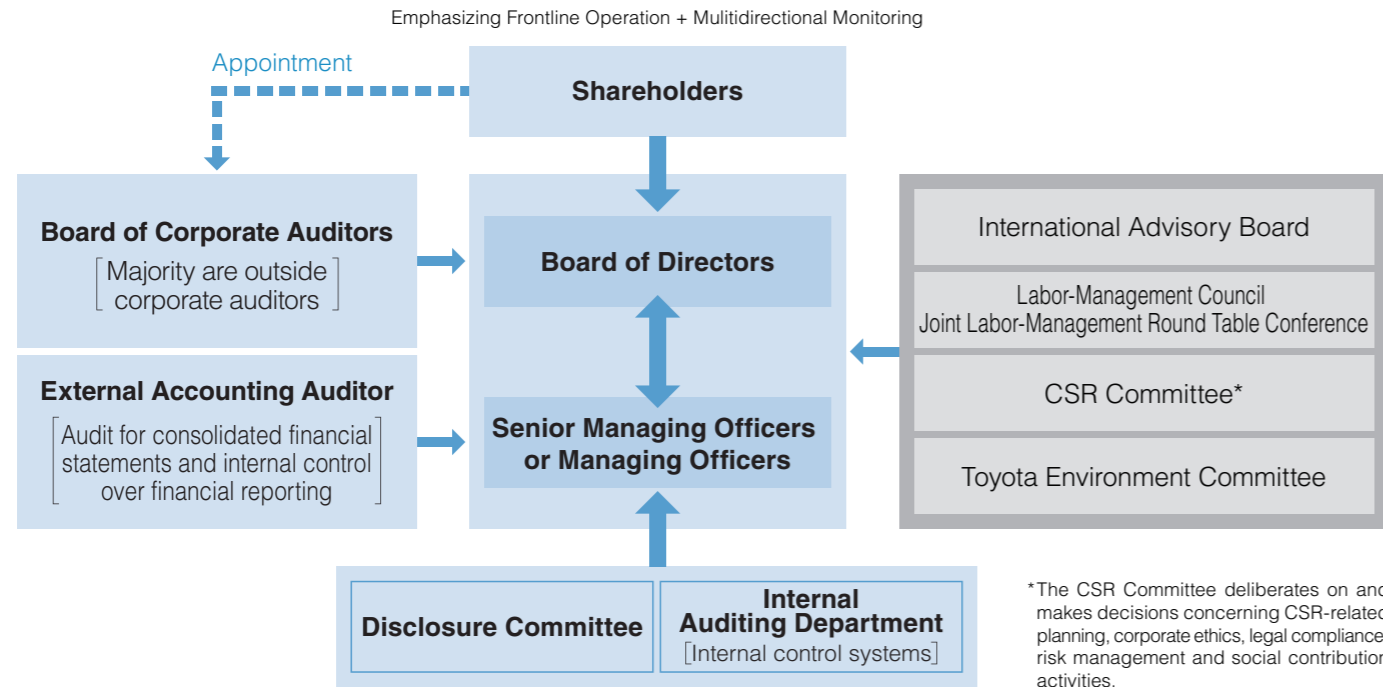 Emphasizing Frontline Operation + Mulitidirectional Monitoring
Appointment
Shareholders
Board of Corporate Auditors
[Majority are outside
corporate auditors]
Board of Directors
International Advisory Board
Labor-Management Council
Joint Labor-Management Round Table Conference
External Accounting Auditor
[Audit for consolidated financial
statements and internal control
over financial reporting]
Senior Managing Officers
or Managing Officers
CSR Committee*
Toyota Environment Committee
Disclosure Committee
Internal
Auditing Department
[Internal control systems]
*The CSR Committee deliberates on and
makes decisions concerning CSR-related
planning, corporate ethics, legal compliance
risk management and social contribution
activities.